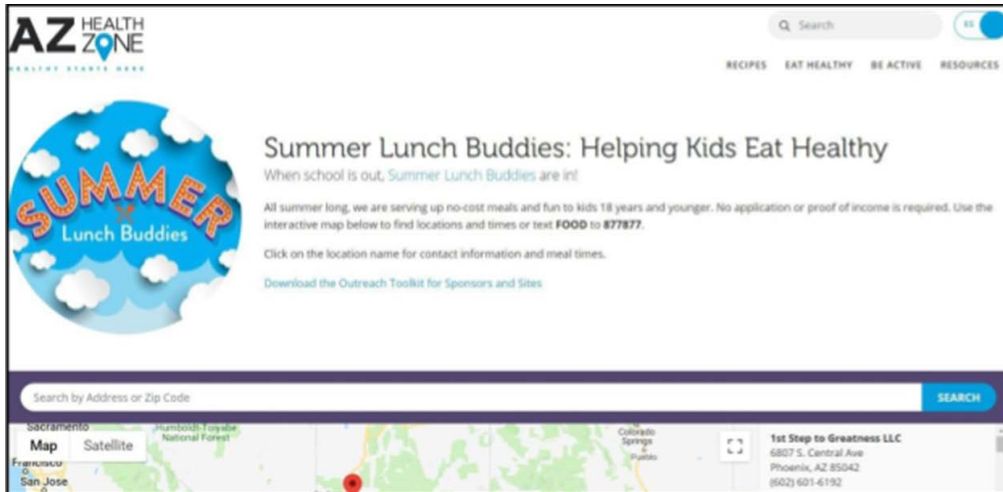 AZ HEALTH ZONE
HEALTHY STARTS HERE
Search
ES
RECIPES EAT HEALTHY BE ACTIVE RESOURCES
SUMMER
Lunch Buddies
Summer Lunch Buddies: Helping Kids Eat Healthy
When school is out, Summer Lunch Buddies are in!
All summer long, we are serving up no-cost meals and fun to kids 18 years and younger. No application or proof of income is required. Use the
interactive map below to find locations and times or text FOOD to 877877.
Click on the location name for contact information and meal times.
Download the Outreach Toolkit for Sponsors and Sites
Search by Address or Zip Code
SEARCH
Sacramento
Humboldt-Toiyabe
National Forest
Map Satellite
Francisco
San Jose
Colorado
Springs
Pueblo
1st Step to Greatness LLC
6807 S. Central Ave
Phoenix, AZ 85042
(602) 601-6192